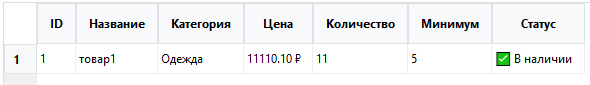 ID Название Категория Цена Количество Минимум Статус
1 1 товар1 Одежда 11110.10 ₽ 11 5 ✅ В наличии